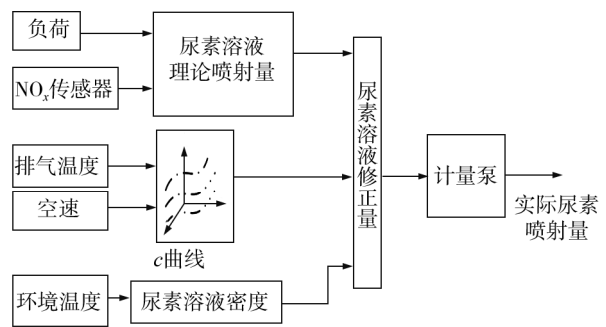 负荷
NOx传感器
尿素溶液
理论喷射量
排气温度
空速
c曲线
环境温度
尿素溶液密度
尿素溶液修正量
计量泵
实际尿素
喷射量